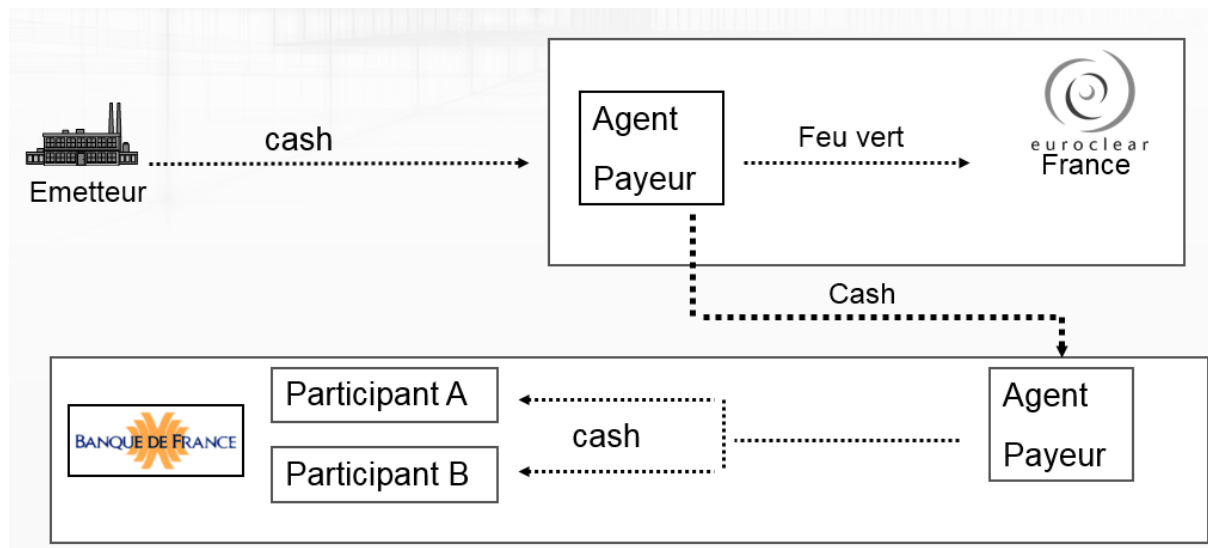 Emetteur
cash
Agent
Payeur
Feu vert
euroclear
France
Cash
BANQUE DE FRANCE
Participant A
Participant B
cash
Agent
Payeur